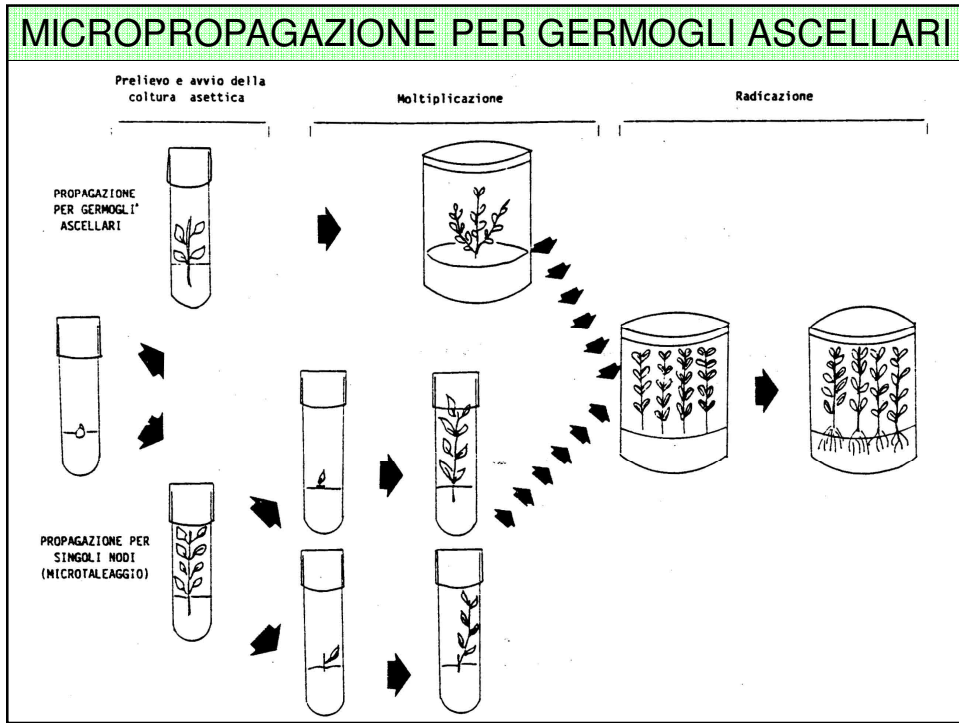 MICROPROPAGAZIONE PER GERMOGLI ASCELLARI
Prelievo e avvio della
coltura asettica
Moltiplicazione
Radicazione
PROPAGAZIONE
PER GERMOGLI
ASCELLARI
PROPAGAZIONE PER
SINGOLI NODI
(MICROTALEAGGIO)